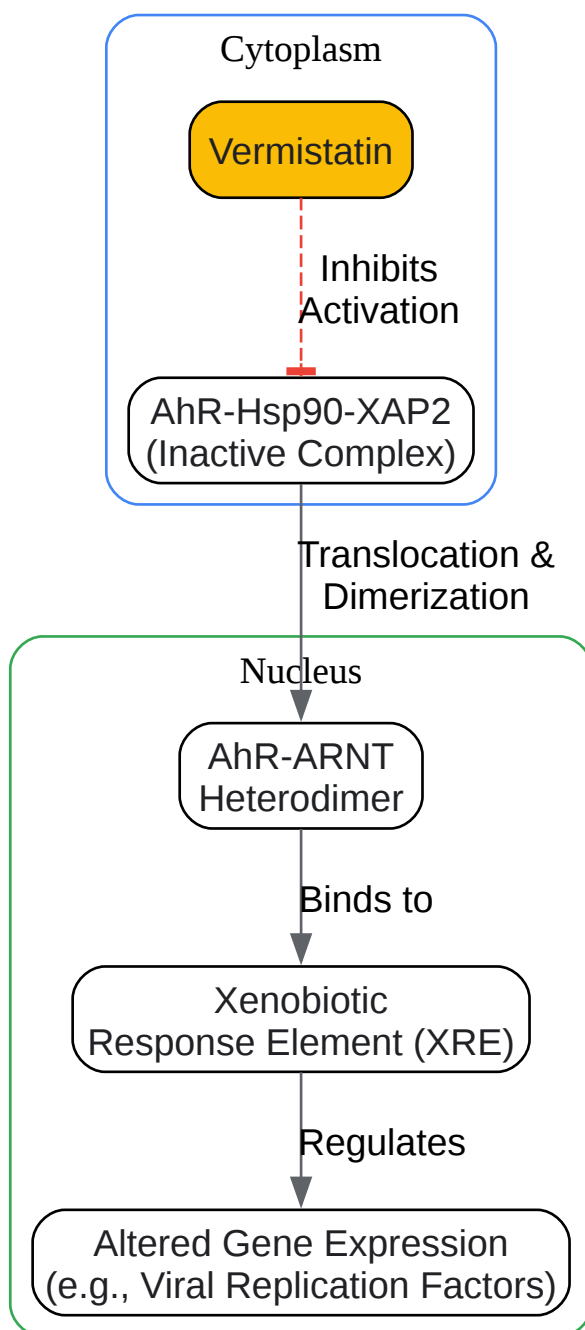 Cytoplasm
Vermistatin
Inhibits
Activation
AhR-Hsp90-XAP2
(Inactive Complex)
Translocation &
Dimerization
Nucleus
AhR-ARNT
Heterodimer
Binds to
Xenobiotic
Response Element (XRE)
Regulates
Altered Gene Expression
(e.g., Viral Replication Factors)